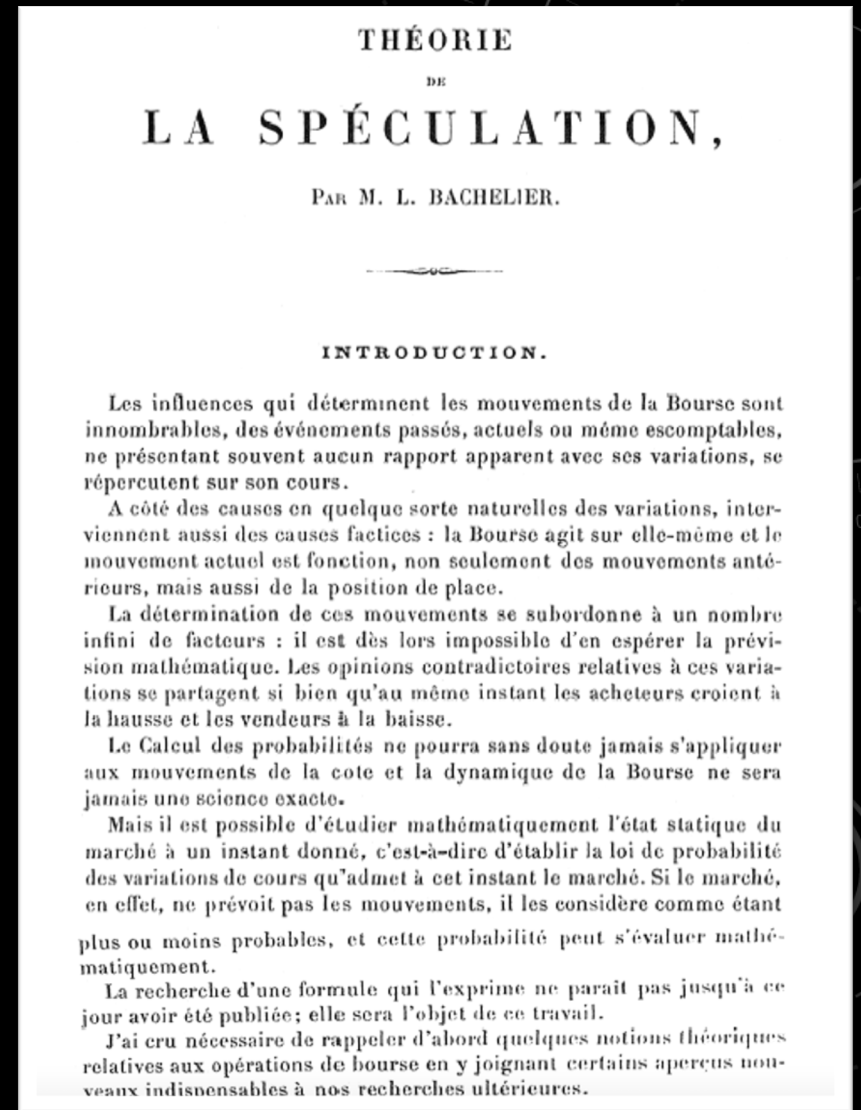 THÉORIE
DE
LA SPÉCULATION,
PAR M. L. BACHELIER.
INTRODUCTION.
Les influences qui déterminent les mouvements de la Bourse sont
innombrables, des événements passés, actuels ou même escomptables,
ne présentant souvent aucun rapport apparent avec ses variations, se
répercutent sur son cours.
A côté des causes en quelque sorte naturelles des variations, inter-
viennent aussi des causes factices : la Bourse agit sur elle-même et le
mouvement actuel est fonction, non seulement des mouvements anté-
rieurs, mais aussi de la position de place.
La détermination de ces mouvements se subordonne à un nombre
infini de facteurs : il est dès lors impossible d'en espérer la prévi-
sion mathématique. Les opinions contradictoires relatives à ces varia-
tions se partagent si bien qu'au même instant les acheteurs croient à
la hausse et les vendeurs à la baisse.
Le Calcul des probabilités ne pourra sans doute jamais s'appliquer
aux mouvements de la cote et la dynamique de la Bourse ne sera
jamais une science exacte.
Mais il est possible d'étudier mathématiquement l'état statique du
marché à un instant donné, c'est-à-dire d'établir la loi de probabilité
des variations de cours qu'admet à cet instant le marché. Si le marché,
en effet, ne prévoit pas les mouvements, il les considère comme étant
plus ou moins probables, et cette probabilité peut s'évaluer mathé-
matiquement.
La recherche d'une formule qui l'exprime ne paraît pas jusqu'à ce
jour avoir été publiée; elle sera l'objet de ce travail.
J'ai cru nécessaire de rappeler d'abord quelques notions théoriques
relatives aux opérations de bourse en y joignant certains aperçus nou-
veaux indispensables à nos recherches ultérieures.